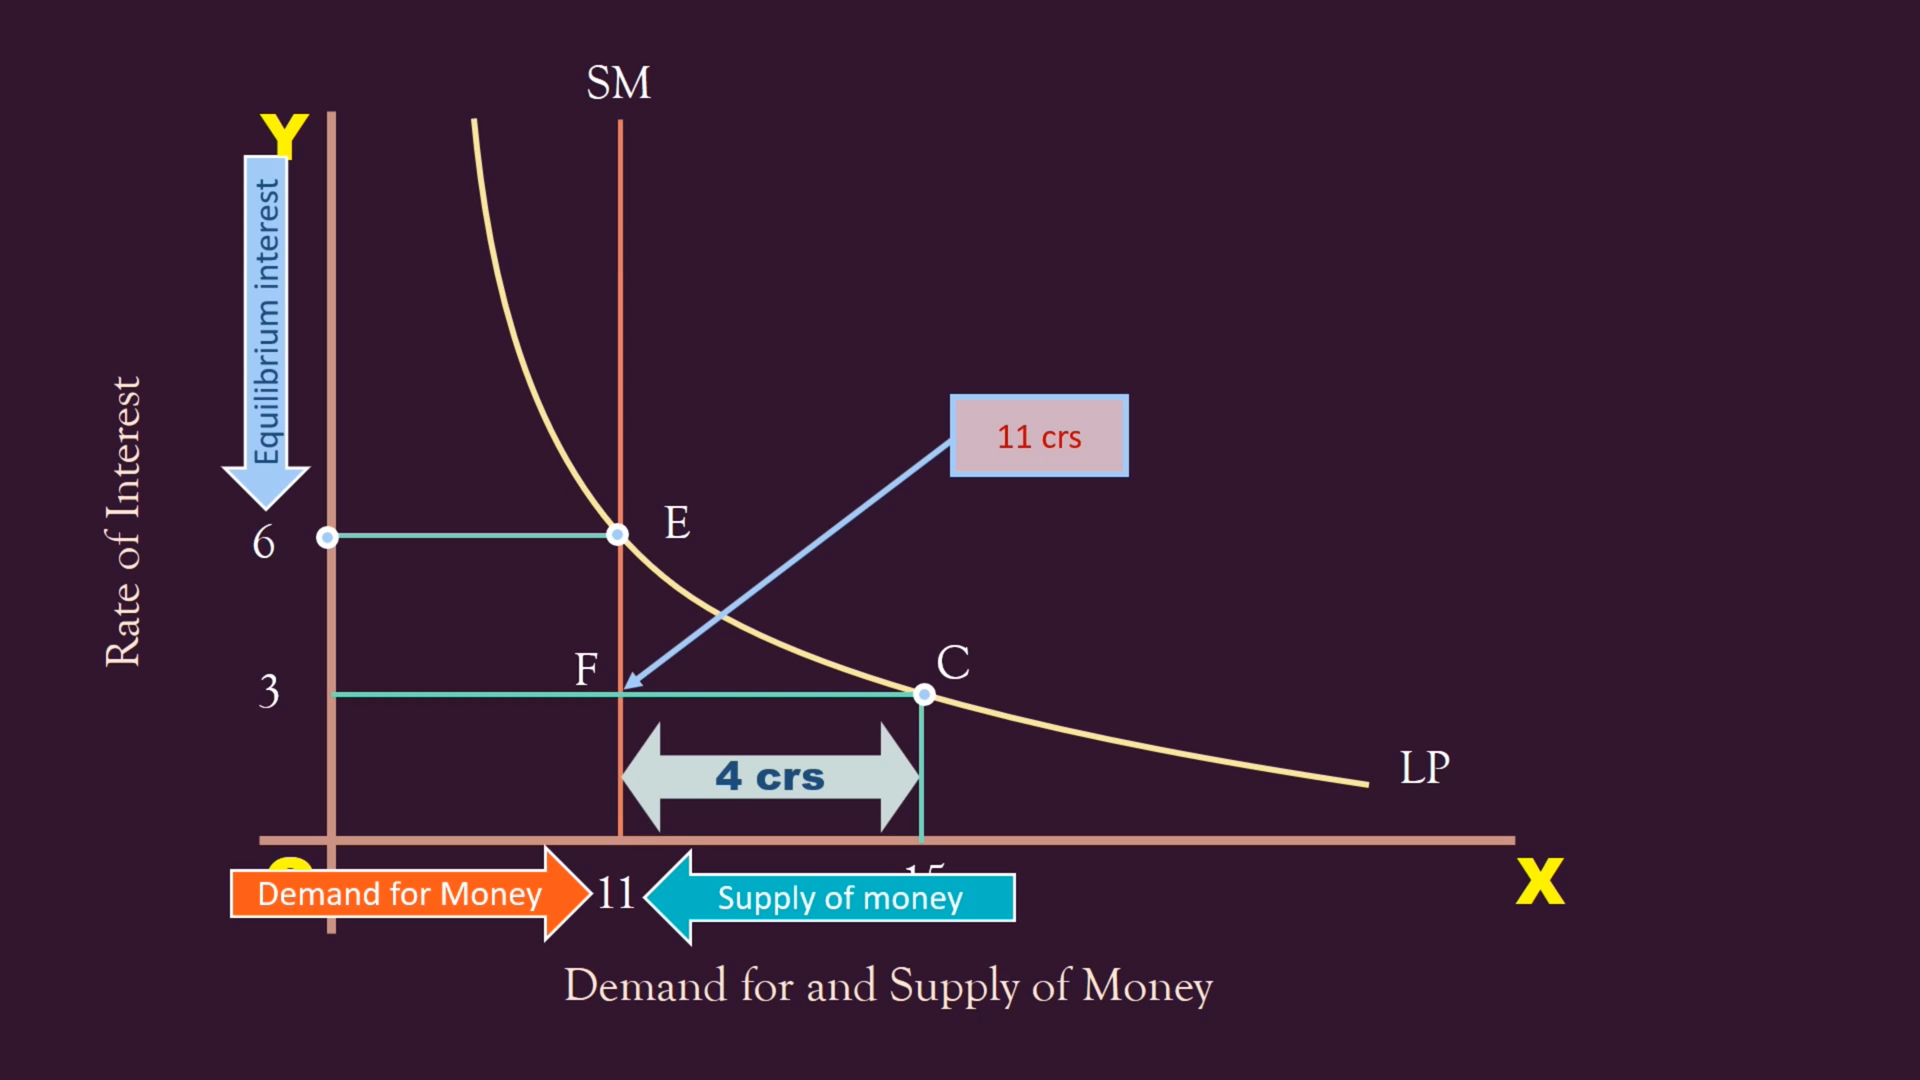 SM
Y
Equilibrium interest
Rate of Interest
11 crs
6
E
F
C
3
4 crs
LP
Demand for Money
11
Supply of money
X
Demand for and Supply of Money